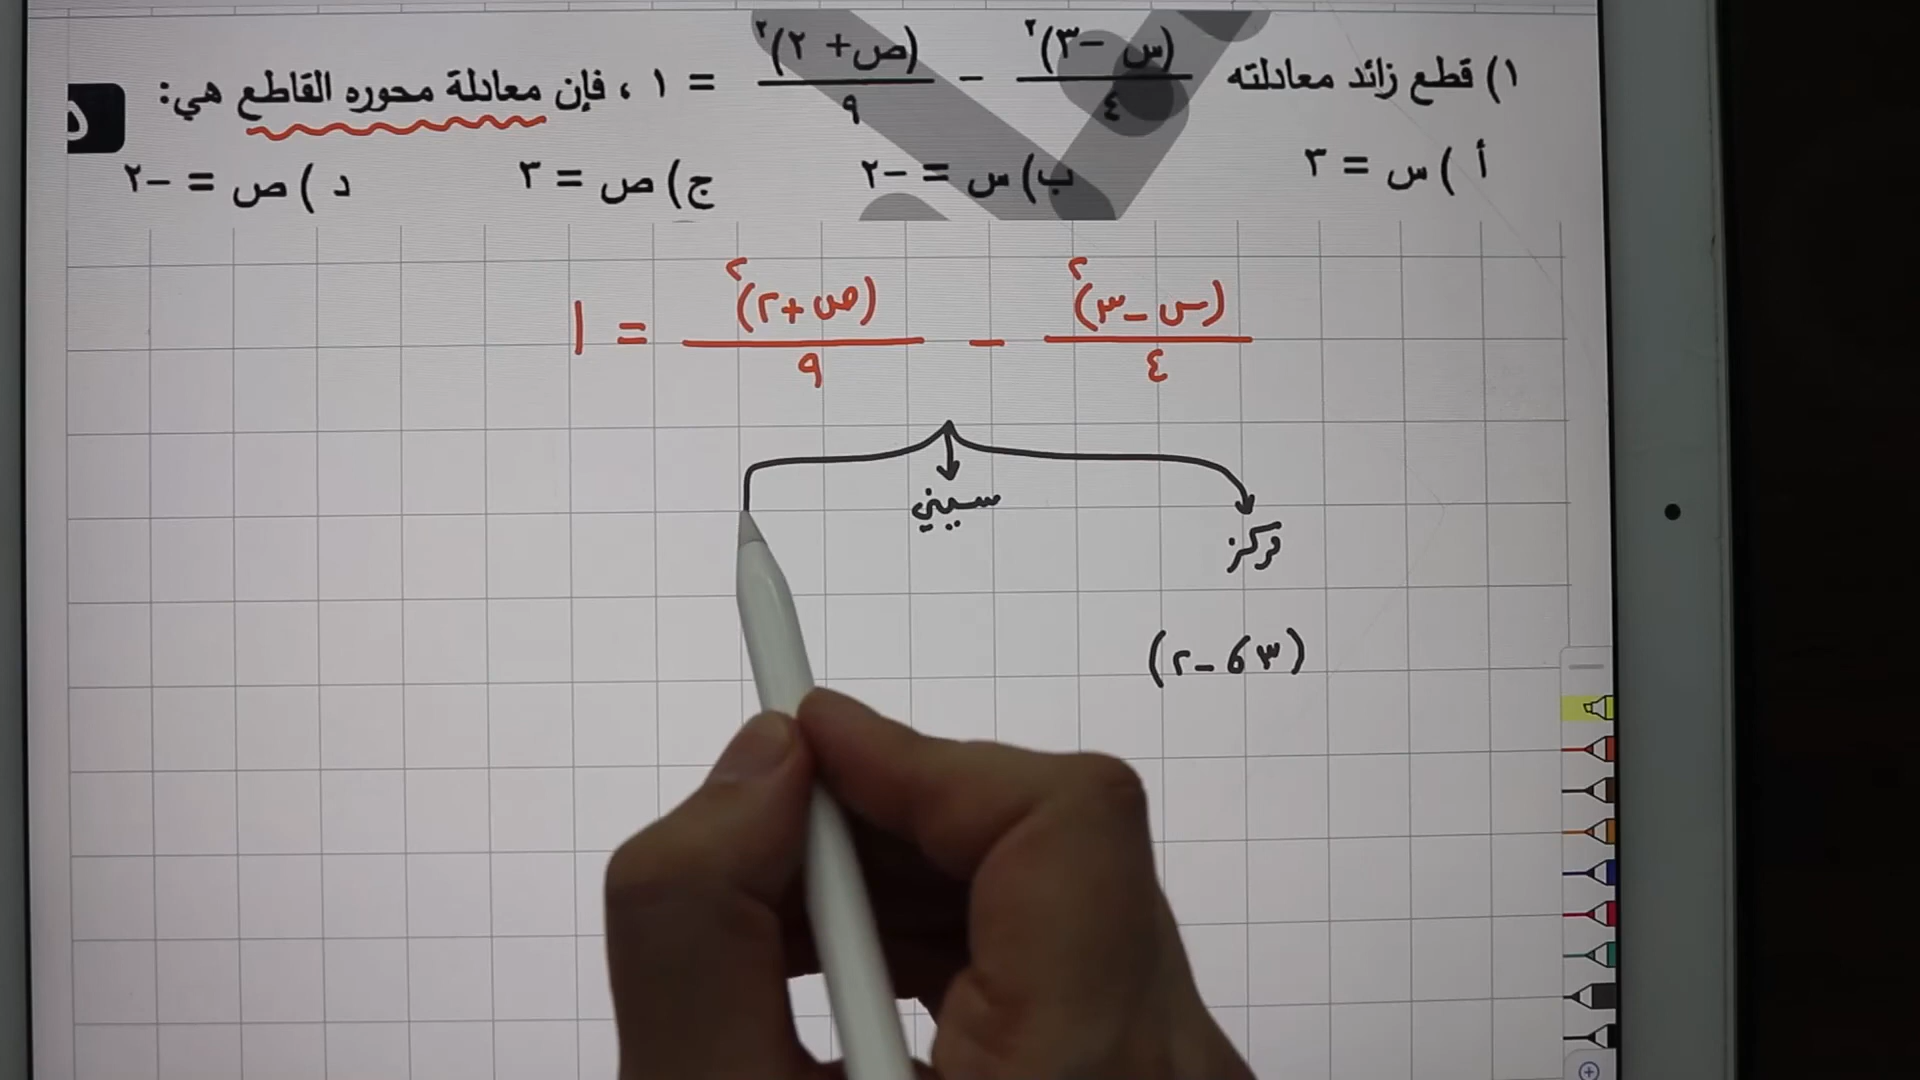 ١) قطع زائد معادلته (س -٣)٢ / ٤ - (ص+ ٢)٢ / ٩ = ١ ، فإن معادلة محوره القاطع هي:
أ ) س = ٣ ب) س = -٢ ج) ص = ٣ د ) ص = -٢
(س - ٣)٢ / ٤ - (ص + ٢)٢ / ٩ = ١
سيني
مركز
(٣ ، -٢)